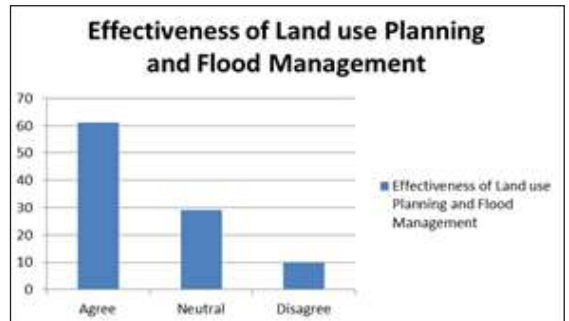 Effectiveness of Land use Planning
and Flood Management
70
60
50
40
30
20
10
0
Agree Neutral Disagree
Effectiveness of Land use
Planning and Flood
Management